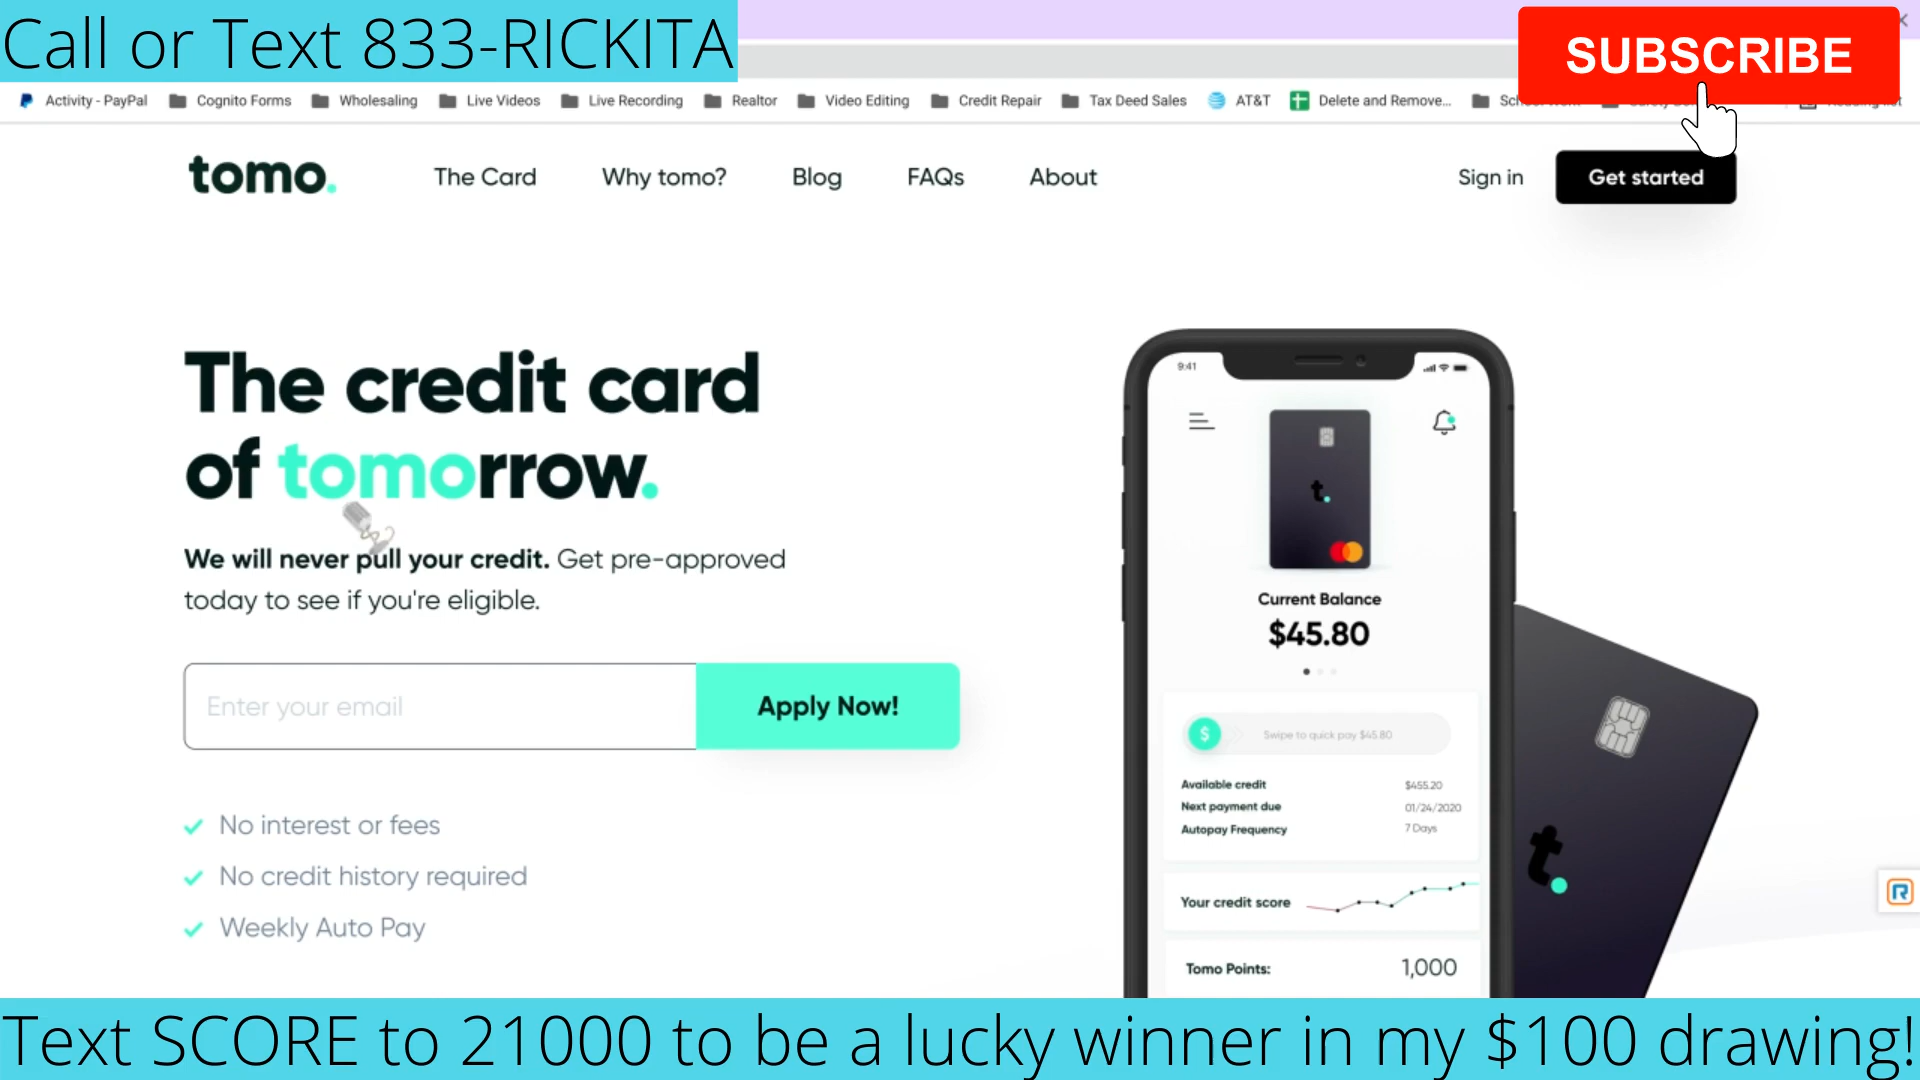 Call or Text 833-RICKITA
SUBSCRIBE
Activity - PayPal Cognito Forms Wholesaling Live Videos Live Recording Realtor Video Editing Credit Repair Tax Deed Sales AT&T Delete and Remove...
tomo. The Card Why tomo? Blog FAQs About Sign in Get started
The credit card
of tomorrow.
We will never pull your credit. Get pre-approved
today to see if you're eligible.
Enter your email Apply Now!
No interest or fees
No credit history required
Weekly Auto Pay
9:41
t.
Current Balance
$45.80
$ Swipe to quick pay $45.80
Available credit $455.20
Next payment due 01/24/2020
Autopay Frequency 7 Days
Your credit score
Tomo Points: 1,000
t.
Text SCORE to 21000 to be a lucky winner in my $100 drawing!